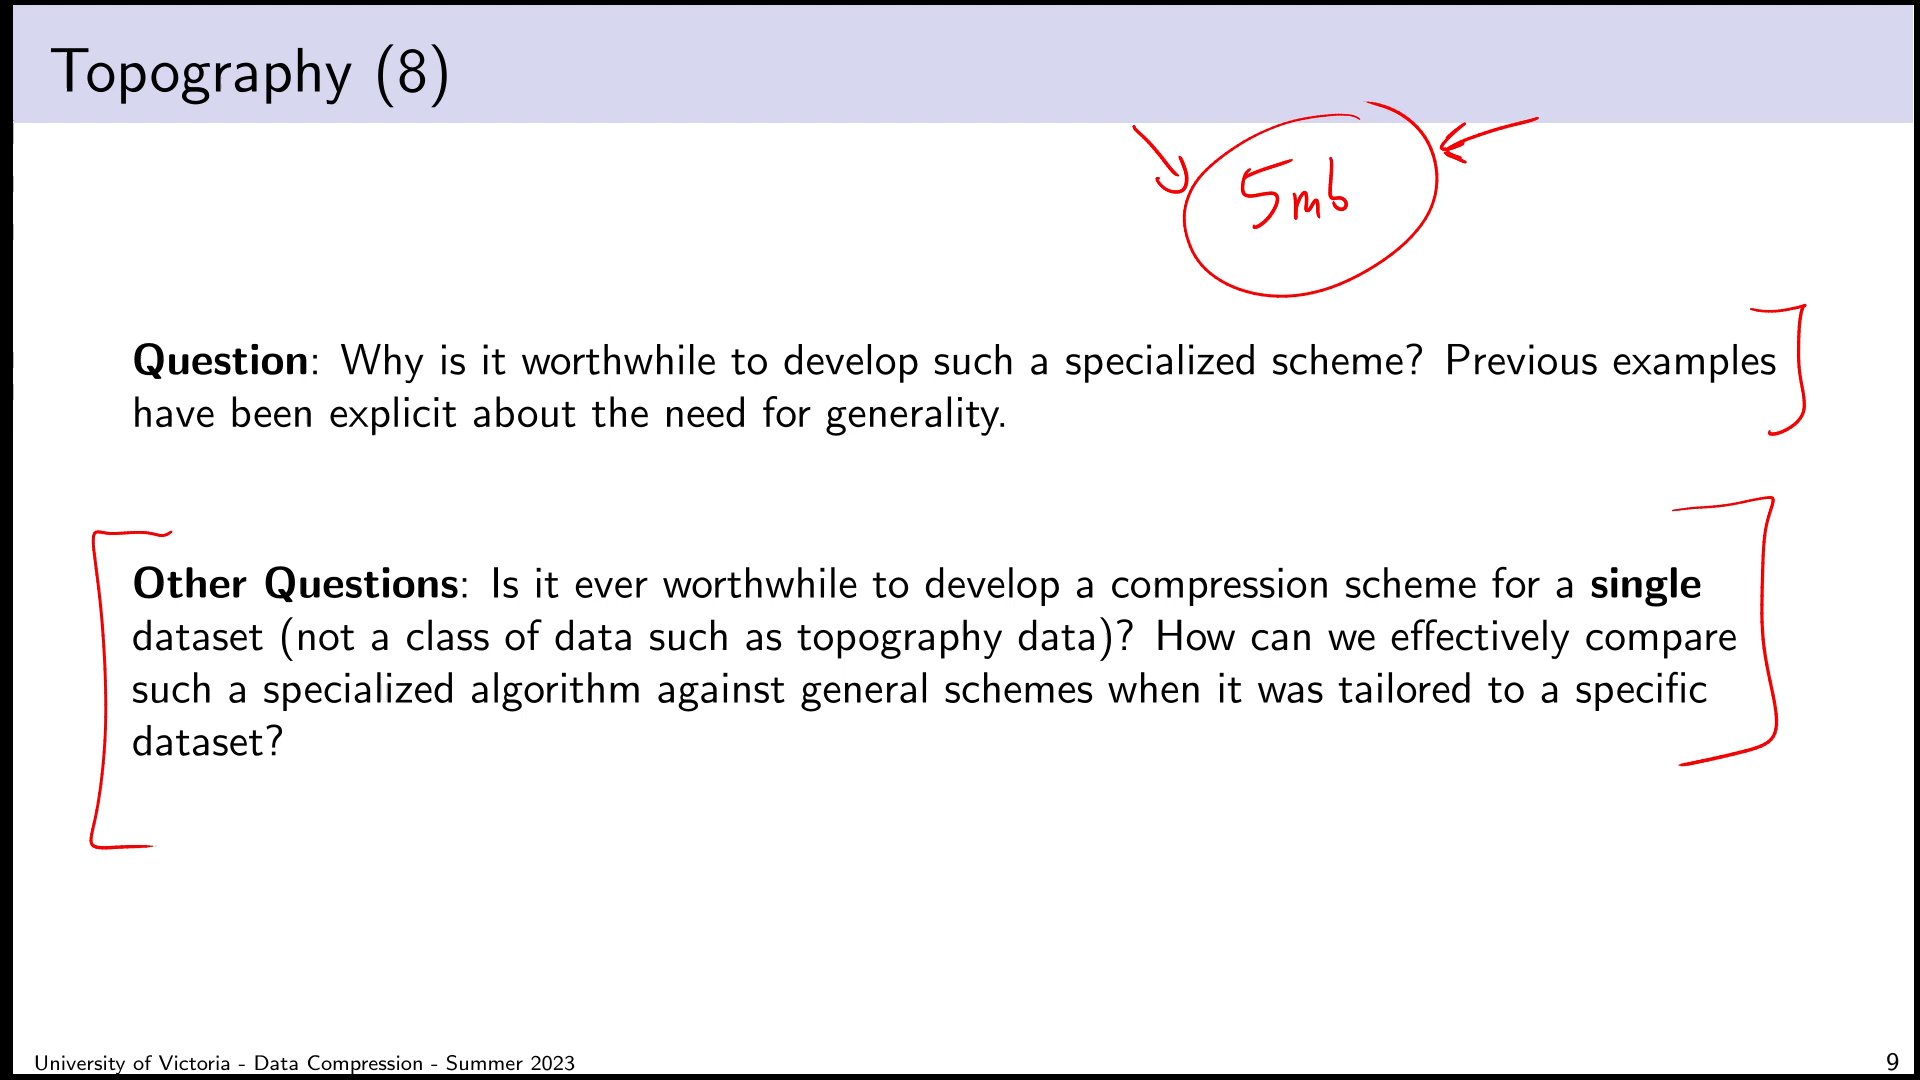 Topography (8)
5mb
Question: Why is it worthwhile to develop such a specialized scheme? Previous examples
have been explicit about the need for generality.
Other Questions: Is it ever worthwhile to develop a compression scheme for a single
dataset (not a class of data such as topography data)? How can we effectively compare
such a specialized algorithm against general schemes when it was tailored to a specific
dataset?
University of Victoria - Data Compression - Summer 2023
9